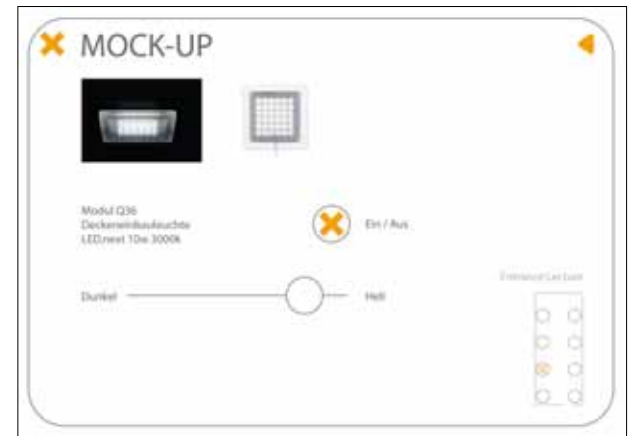 MOCK-UP
Modul Q36
Deckeneinbauleuchte
LED.next 10w 3000k
Ein / Aus
Dunkel
Hell